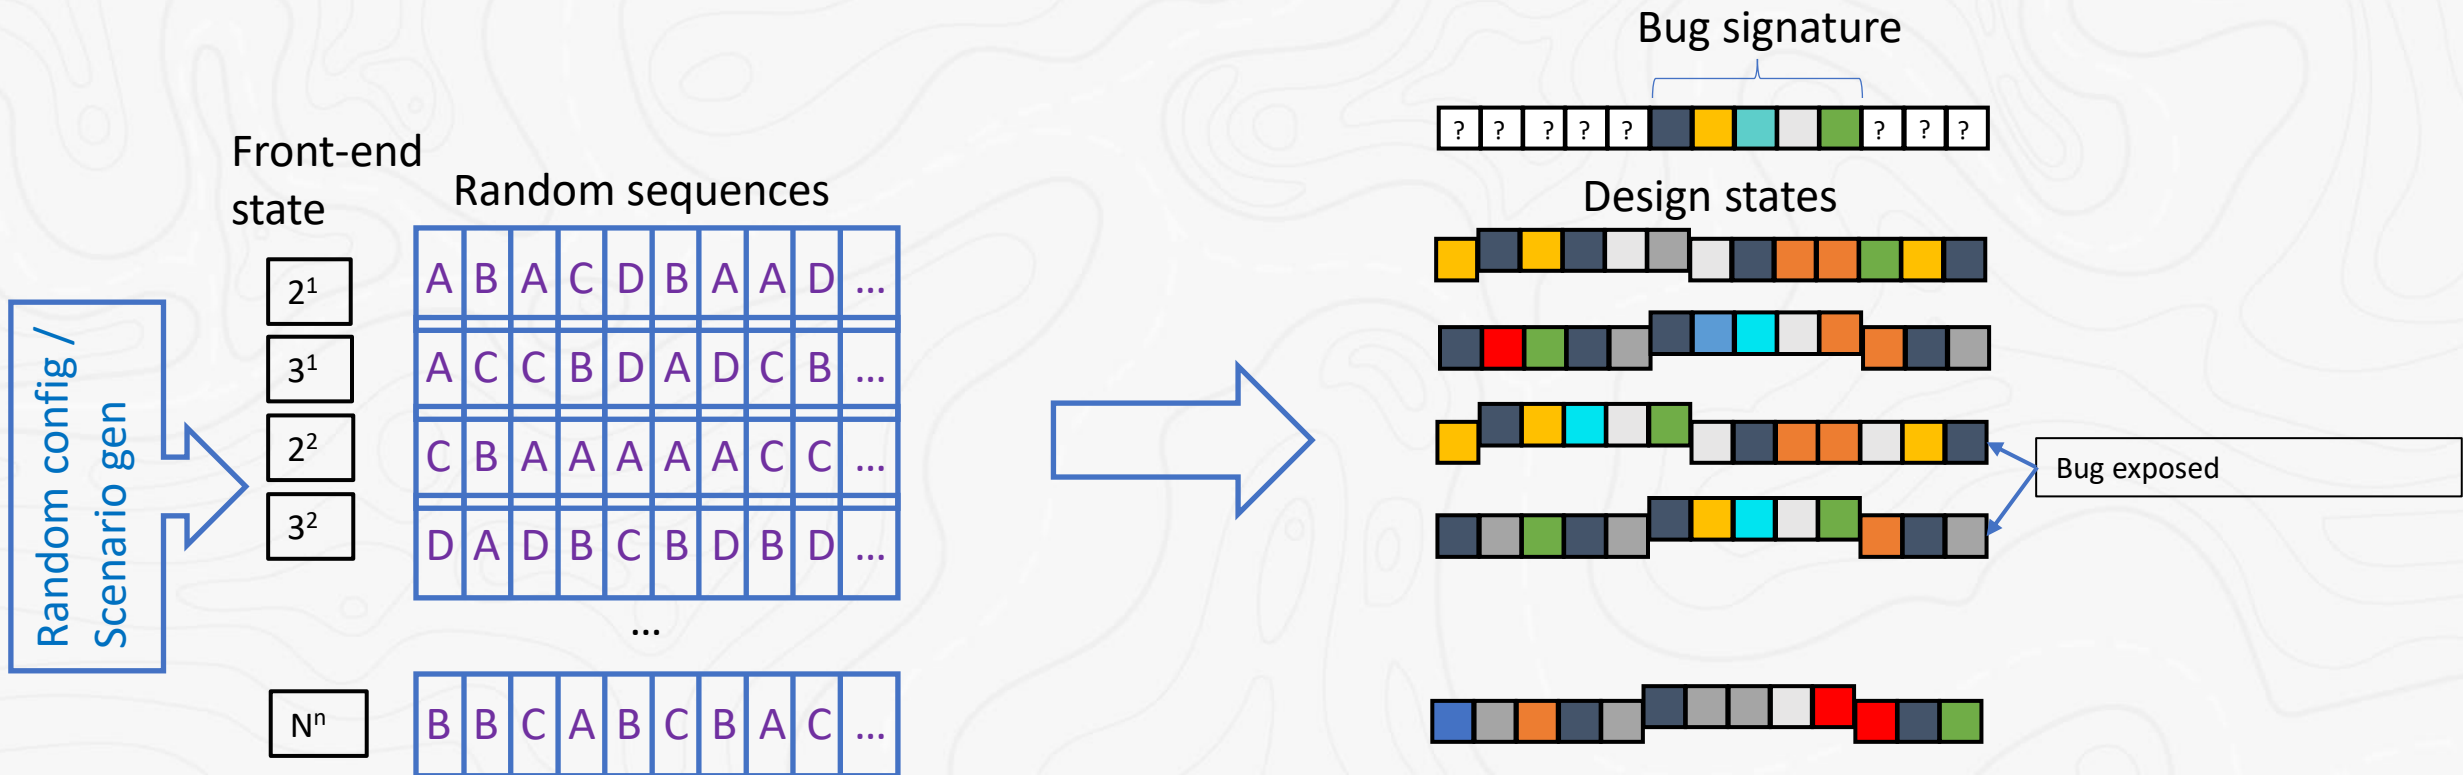 Bug signature
? ? ? ? ? ? ? ?
Front-end
state
Random sequences
Design states
Random config /
Scenario gen
2¹
A B A C D B A A D ...
3¹
A C C B D A D C B ...
2²
C B A A A A A C C ...
3²
D A D B C B D B D ...
...
Nⁿ
B B C A B C B A C ...
Bug exposed